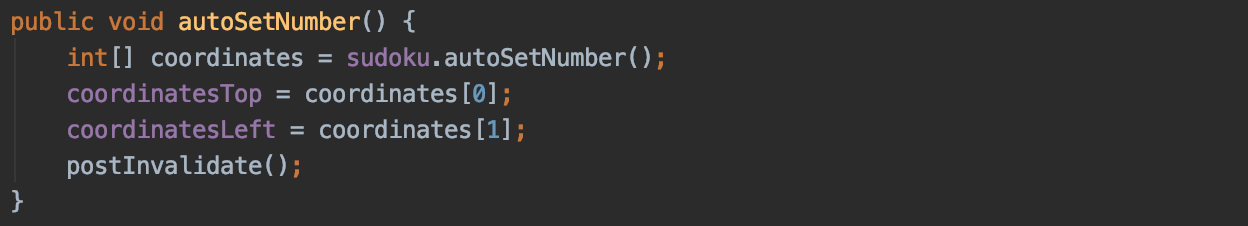 public void autoSetNumber() {
    int[] coordinates = sudoku.autoSetNumber();
    coordinatesTop = coordinates[0];
    coordinatesLeft = coordinates[1];
    postInvalidate();
}